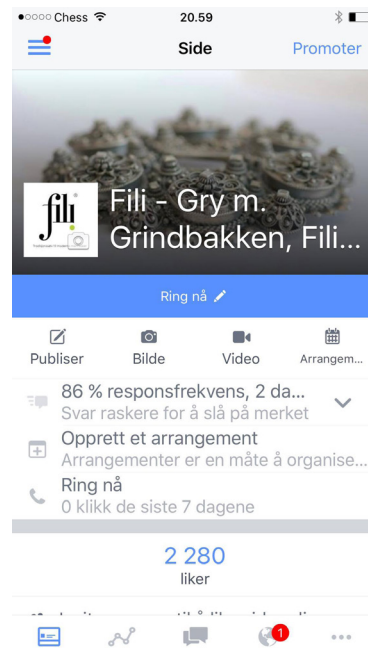 Chess
20.59
Side
Promoter
fili
Fili - Gry m.
Grindbakken, Fili...
Ring nå
Publiser
Bilde
Video
Arrangem...
86 % responsfrekvens, 2 da...
Svar raskere for å slå på merket
Opprett et arrangement
Arrangementer er en måte å organise...
Ring nå
0 klikk de siste 7 dagene
2 280
liker
1